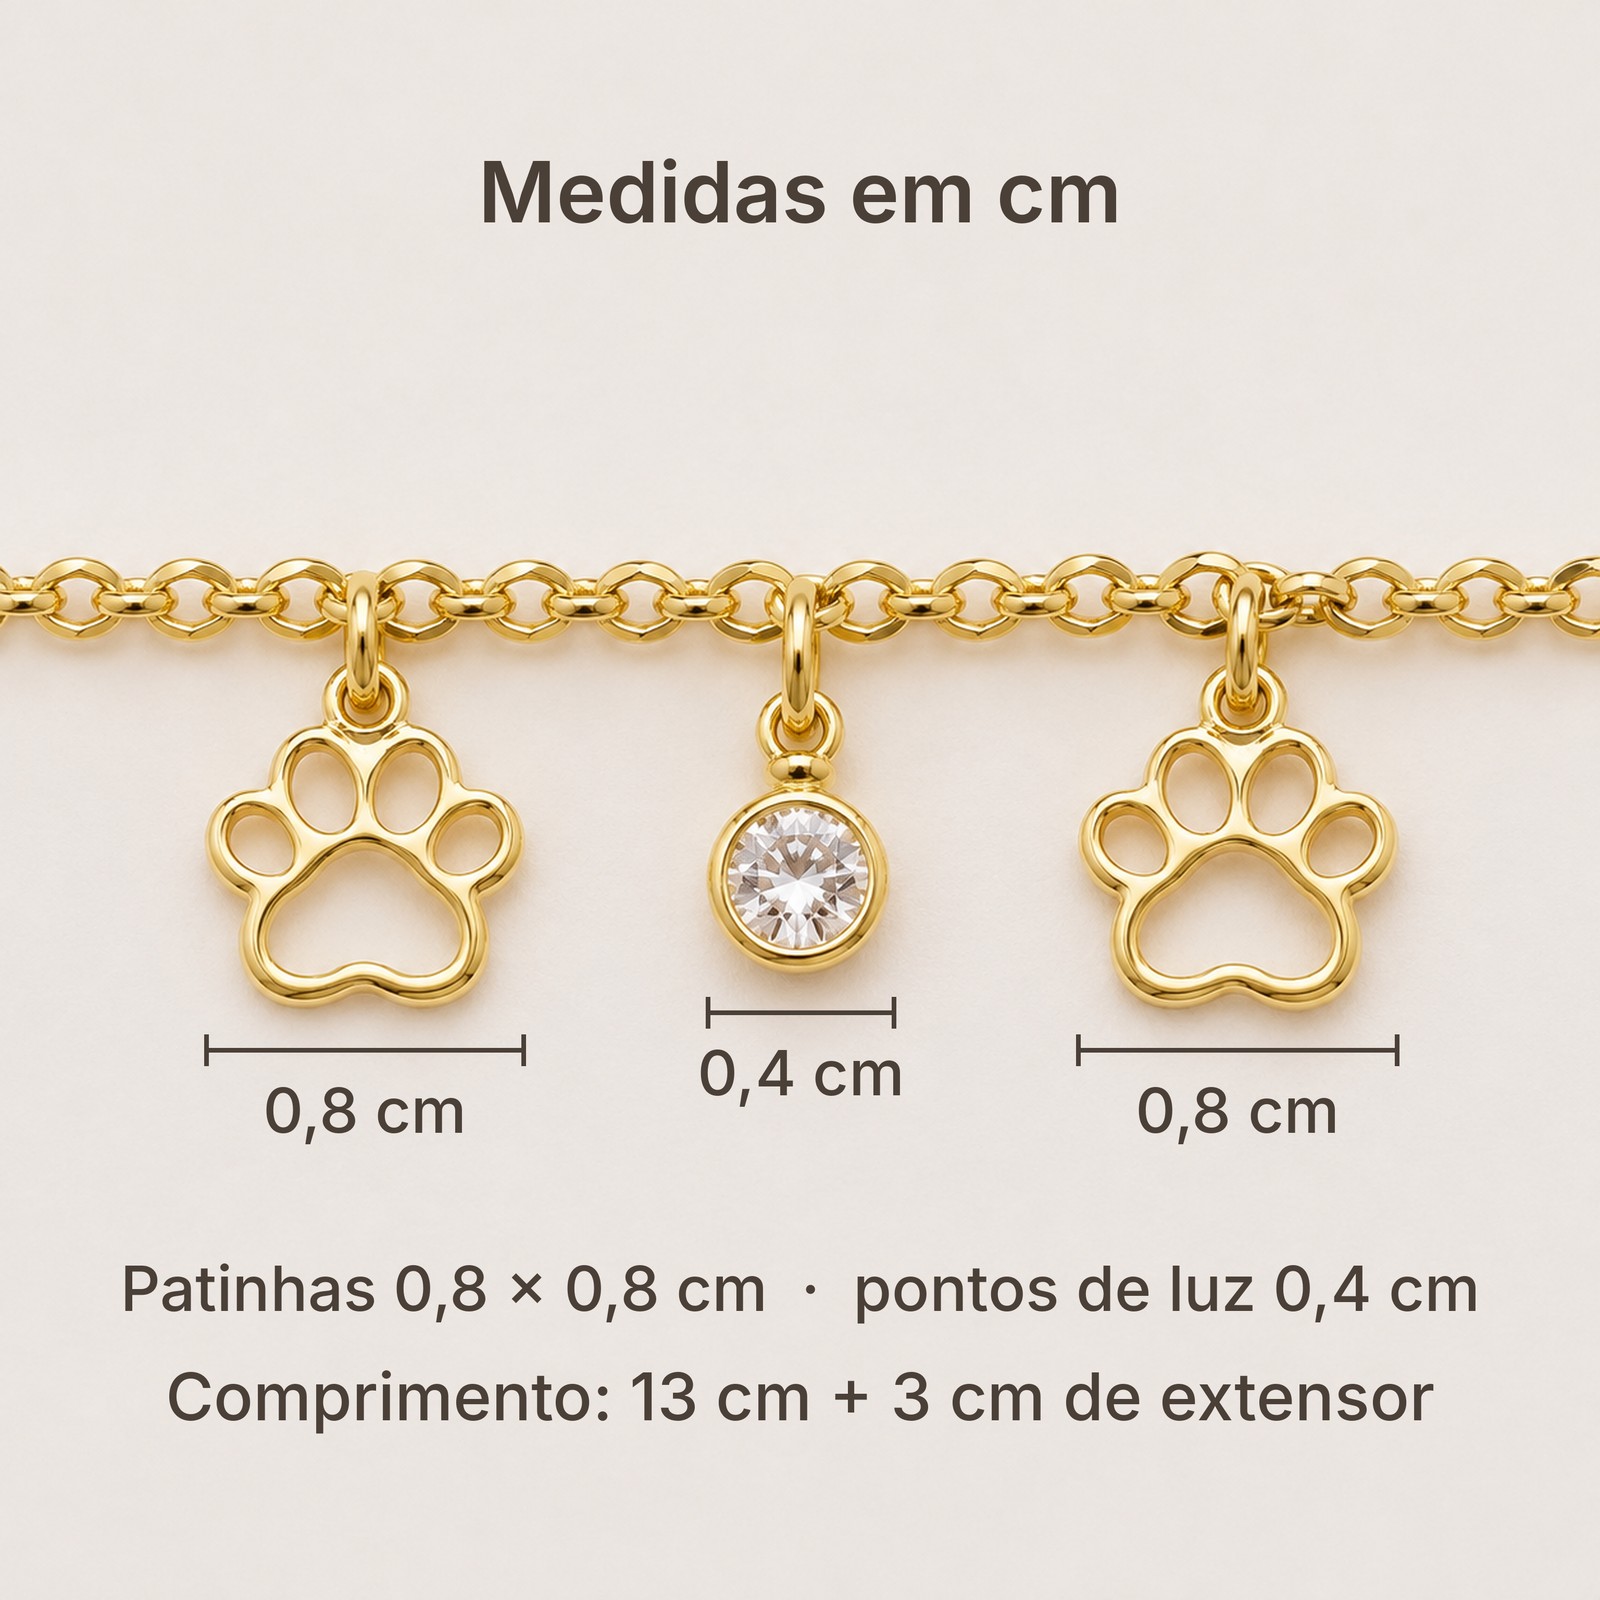 Medidas em cm
0,4 cm
0,8 cm
0,8 cm
Patinhas 0,8 × 0,8 cm · pontos de luz 0,4 cm
Comprimento: 13 cm + 3 cm de extensor